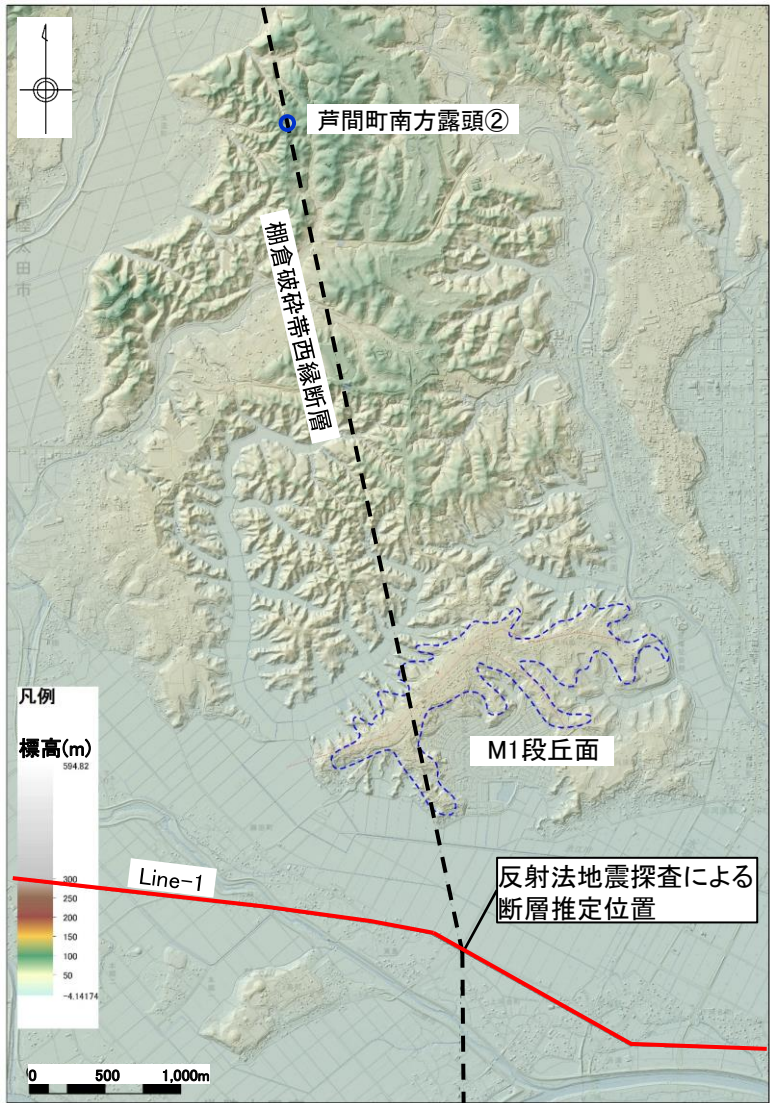 芦間町南方露頭②
太田市
棚倉破砕帯西縁断層
凡例
標高(m)
594.82
300
250
200
150
100
50
-4.14174
M1段丘面
Line-1
反射法地震探査による
断層推定位置
0 500 1,000m